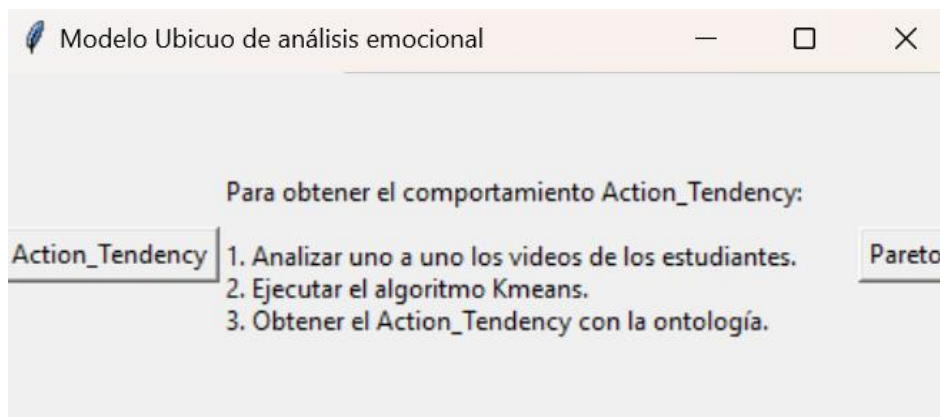 Modelo Ubicuo de análisis emocional
Para obtener el comportamiento Action_Tendency:
Action_Tendency
1. Analizar uno a uno los videos de los estudiantes.
2. Ejecutar el algoritmo Kmeans.
3. Obtener el Action_Tendency con la ontología.
Pareto